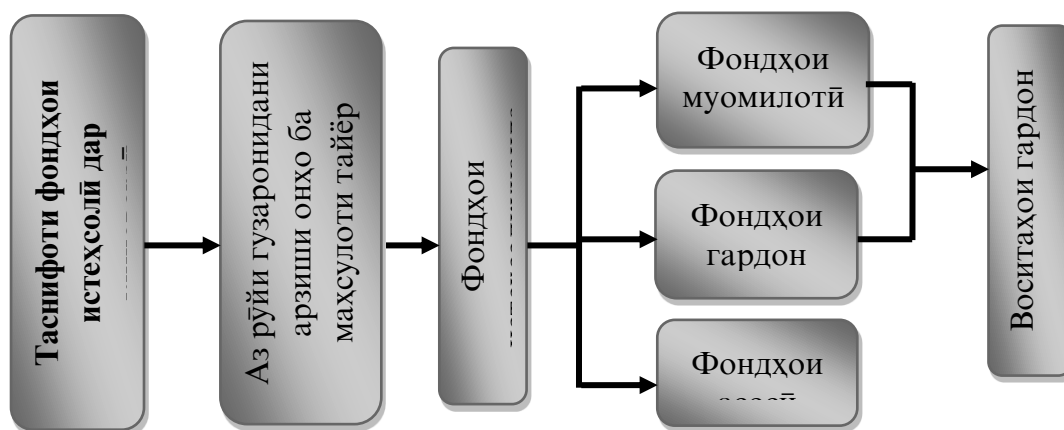 Таснифоти фондҳои
истеҳсолӣ дар
Аз рӯйи гузаронидани
арзиши онҳо ба
маҳсулоти тайёр
Фондҳои
Фондҳои
муомилотӣ
Фондҳои
гардон
Фондҳои
Воситаҳои гардон